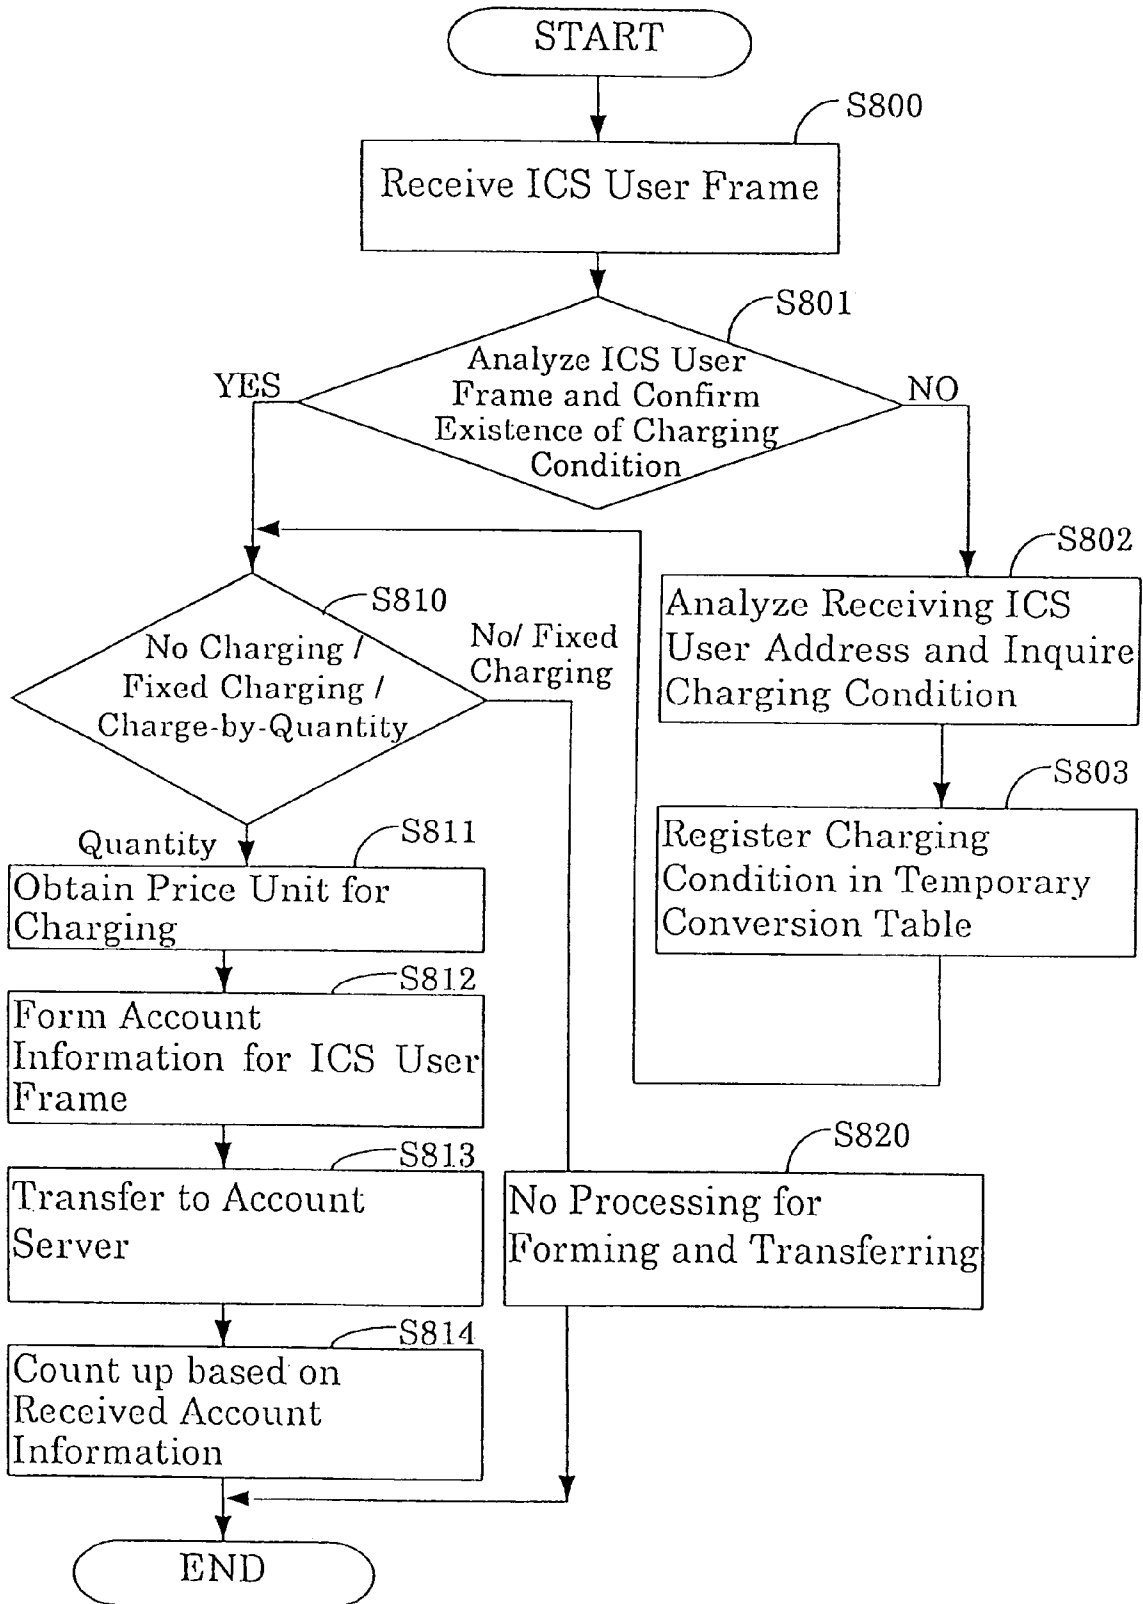 START
S800
Receive ICS User Frame
S801
Analyze ICS User
Frame and Confirm
Existence of Charging
Condition
YES
NO
S802
Analyze Receiving ICS
User Address and Inquire
Charging Condition
S810
No Charging /
Fixed Charging /
Charge-by-Quantity
No/ Fixed
Charging
S803
Register Charging
Condition in Temporary
Conversion Table
Quantity
S811
Obtain Price Unit for
Charging
S812
Form Account
Information for ICS User
Frame
S813
Transfer to Account
Server
S820
No Processing for
Forming and Transferring
S814
Count up based on
Received Account
Information
END